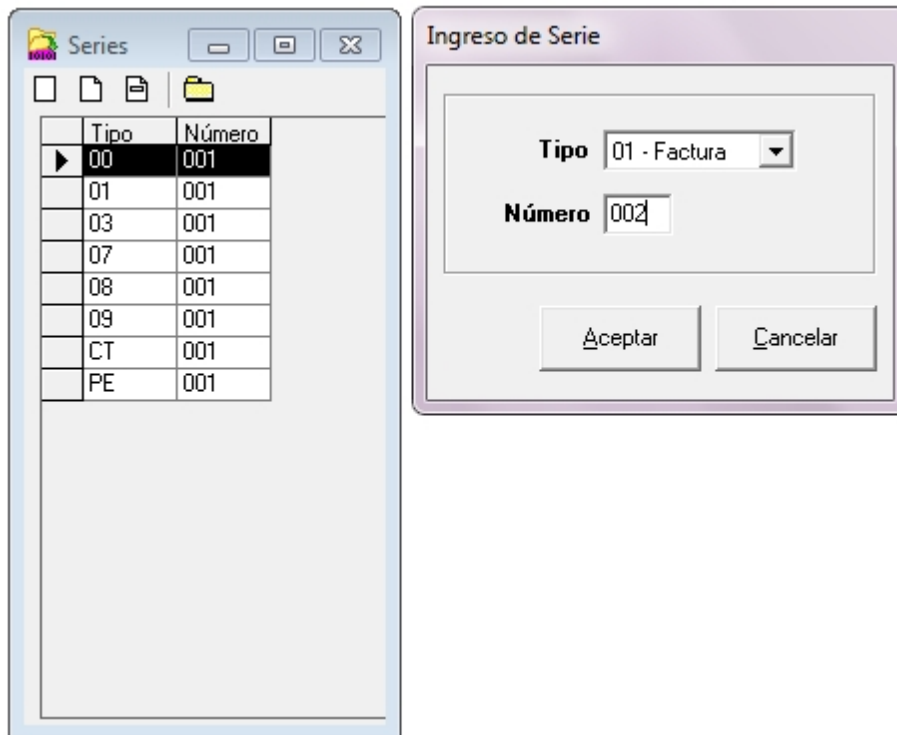 Series
Tipo Número
00 001
01 001
03 001
07 001
08 001
09 001
CT 001
PE 001
Ingreso de Serie
Tipo 01 - Factura
Número 002
Aceptar Cancelar